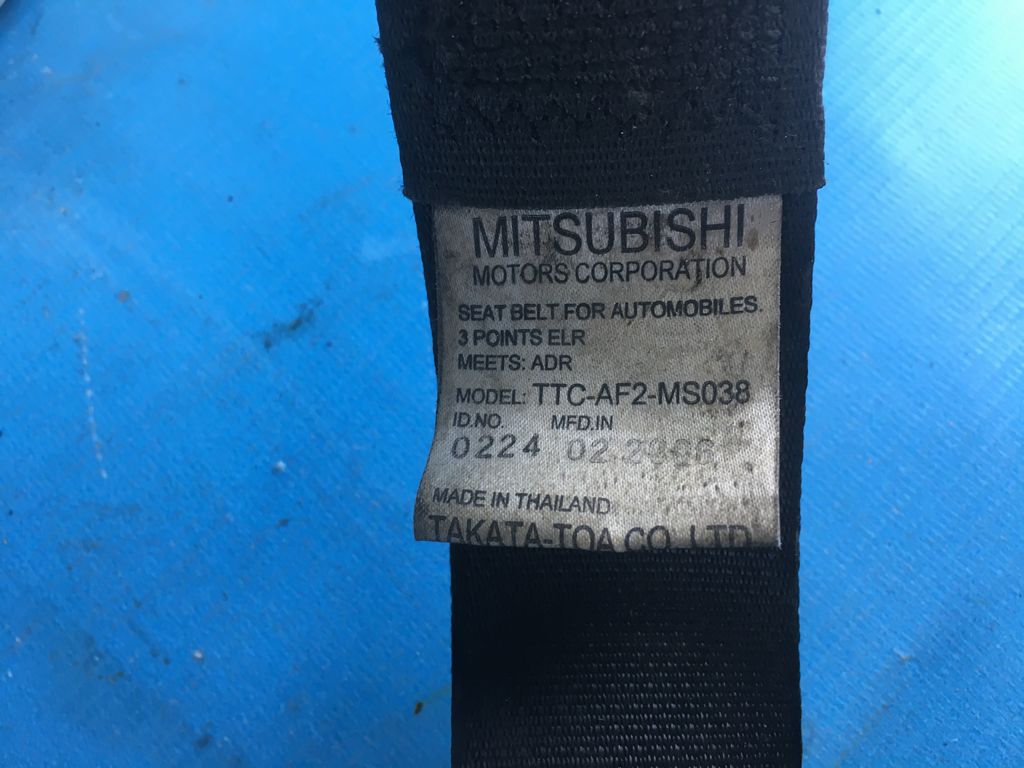 MITSUBISHI
MOTORS CORPORATION
SEAT BELT FOR AUTOMOBILES.
3 POINTS ELR
MEETS: ADR
MODEL: TTC-AF2-MS038
ID.NO. MFD.IN
0224 02.2006
MADE IN THAILAND
TAKATA-TOA CO. LTD